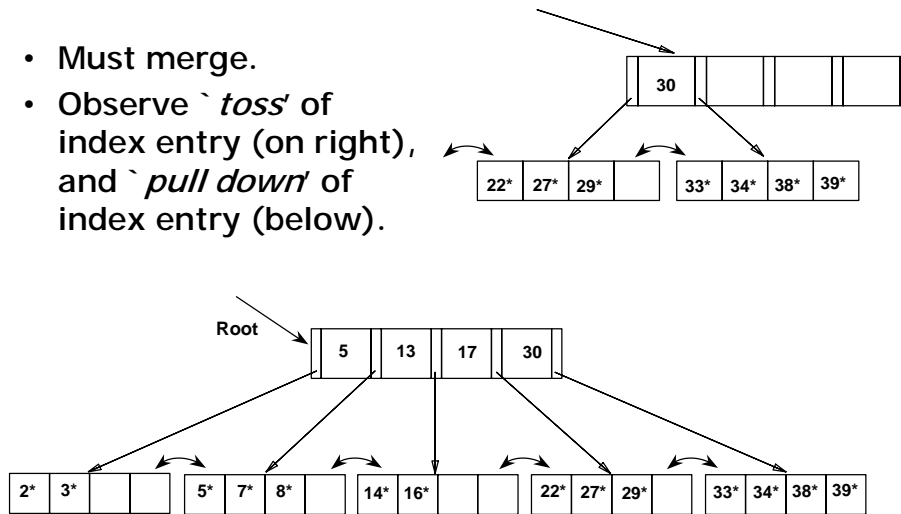 • Must merge.
• Observe `toss' of
index entry (on right),
and `pull down' of
index entry (below).
30
22* 27* 29* 33* 34* 38* 39*
Root
5 13 17 30
2* 3* 5* 7* 8* 14* 16* 22* 27* 29* 33* 34* 38* 39*